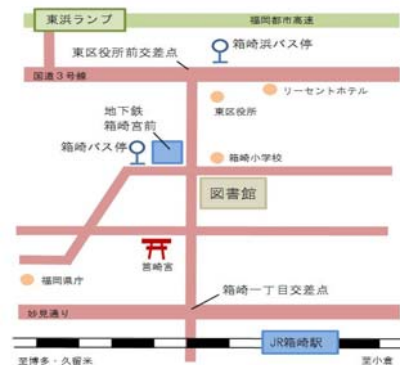 東浜ランプ
福岡都市高速
東区役所前交差点
箱崎浜バス停
国道3号線
リーセントホテル
東区役所
地下鉄
箱崎宮前
箱崎バス停
箱崎小学校
図書館
筥崎宮
福岡県庁
箱崎一丁目交差点
妙見通り
JR箱崎駅
至博多・久留米
至小倉